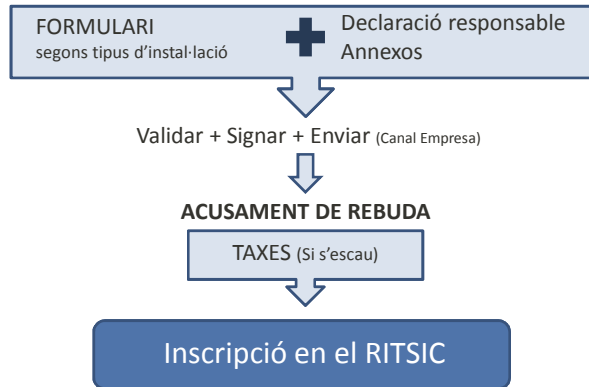 FORMULARI
segons tipus d'instal·lació
Declaració responsable
Annexos
Validar + Signar + Enviar (Canal Empresa)
ACUSAMENT DE REBUDA
TAXES (Si s'escau)
Inscripció en el RITSIC